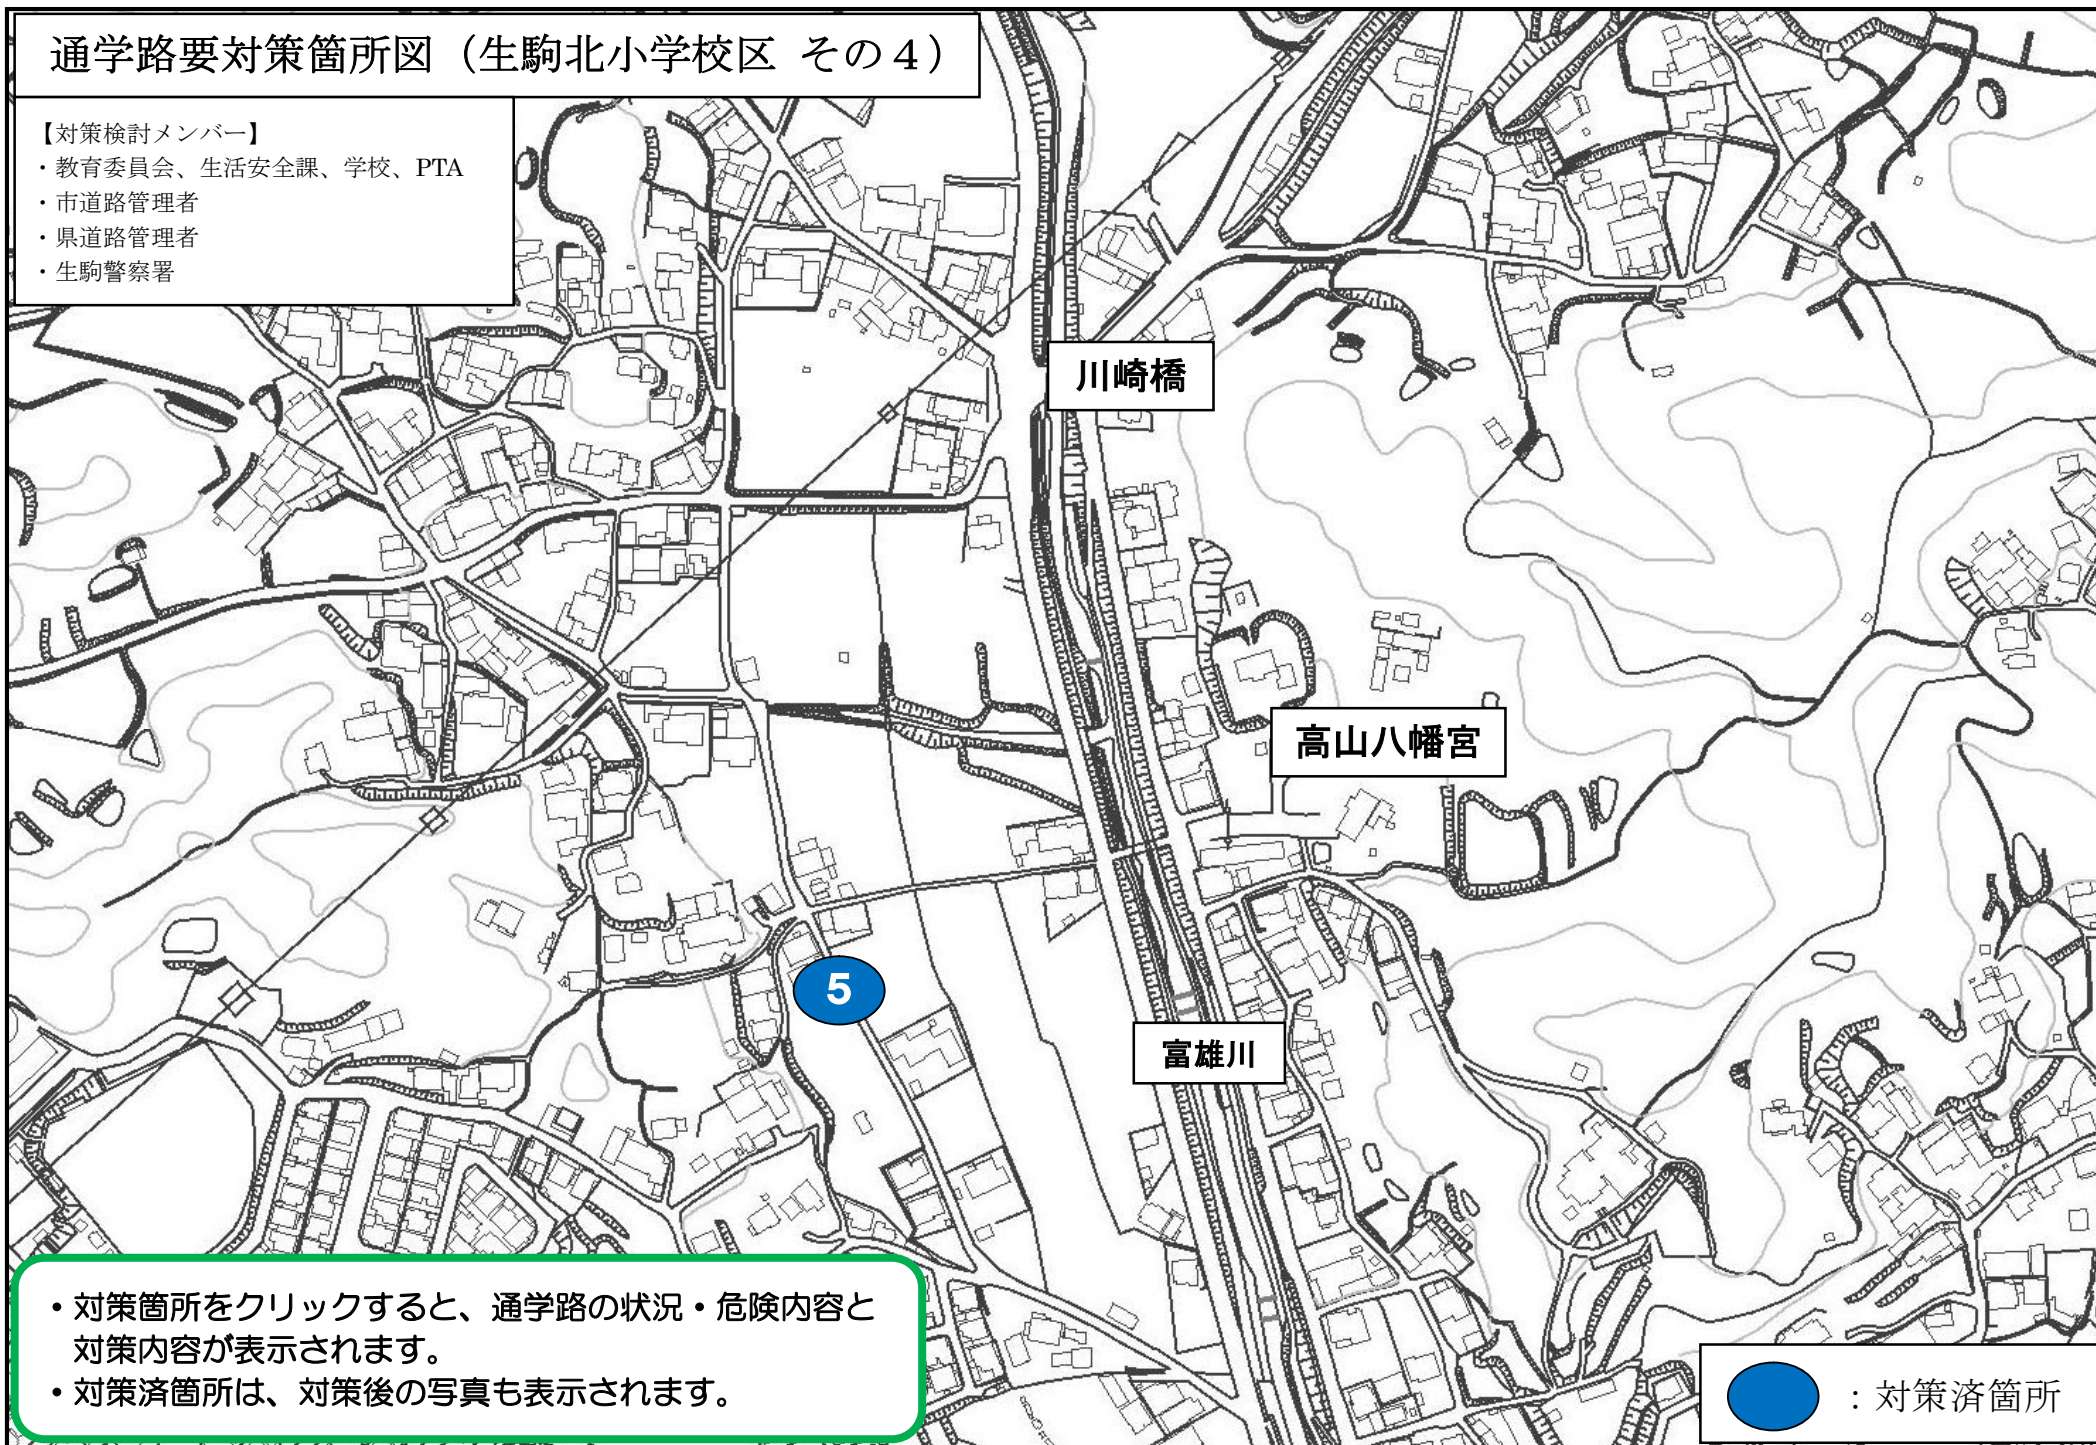 通学路要対策箇所図（生駒北小学校区 その４）
【対策検討メンバー】
・教育委員会、生活安全課、学校、PTA
・市道路管理者
・県道路管理者
・生駒警察署
川崎橋
高山八幡宮
5
富雄川
・対策箇所をクリックすると、通学路の状況・危険内容と
対策内容が表示されます。
・対策済箇所は、対策後の写真も表示されます。
：対策済箇所